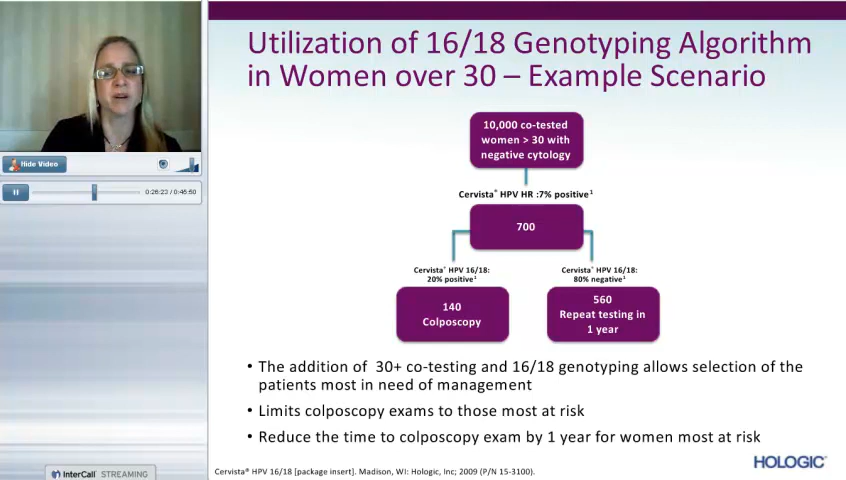 Utilization of 16/18 Genotyping Algorithm
in Women over 30 – Example Scenario
10,000 co-tested
women > 30 with
negative cytology
Cervista® HPV HR :7% positive¹
700
Cervista® HPV 16/18:
20% positive¹
Cervista® HPV 16/18:
80% negative¹
140
Colposcopy
560
Repeat testing in
1 year
• The addition of 30+ co-testing and 16/18 genotyping allows selection of the
patients most in need of management
• Limits colposcopy exams to those most at risk
• Reduce the time to colposcopy exam by 1 year for women most at risk
HOLOGIC®
Cervista® HPV 16/18 [package insert]. Madison, WI: Hologic, Inc; 2009 (P/N 15-3100).
Hide Video
0:26:23 / 0:46:50
InterCall STREAMING